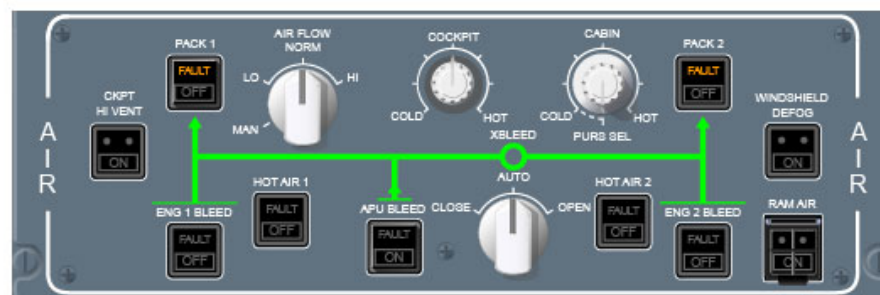 PACK 1
AIR FLOW
NORM
COCKPIT
CABIN
PACK 2
FAULT
OFF
LO
HI
FAULT
OFF
CKPT
HI VENT
WINDSHIELD
DEFOG
MAN
COLD
HOT
COLD
HOT
PURS SEL
XBLEED
ON
ON
AIR
AIR
AUTO
HOT AIR 1
HOT AIR 2
RAM AIR
ENG 1 BLEED
APU BLEED
CLOSE
OPEN
ENG 2 BLEED
FAULT
OFF
FAULT
OFF
FAULT
ON
FAULT
OFF
FAULT
OFF
ON